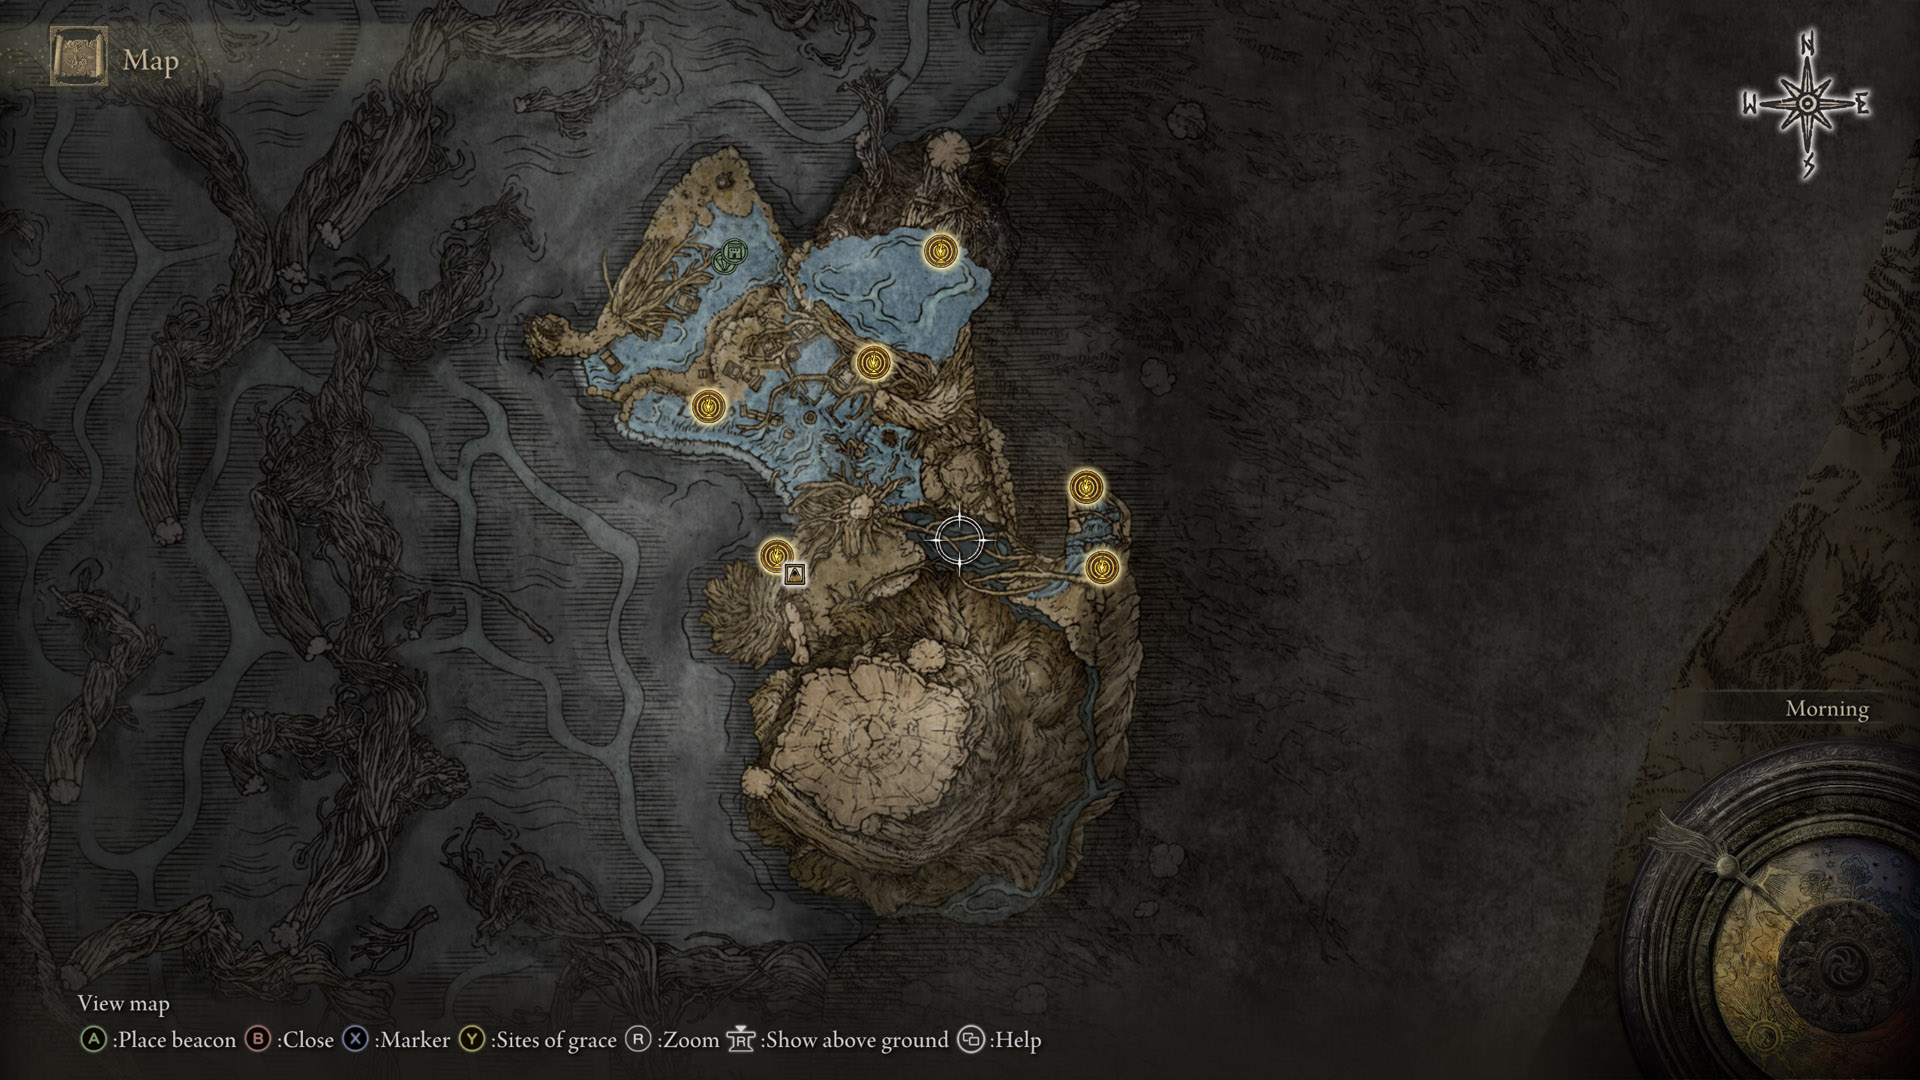 Map
N
W E
S
Morning
View map
A :Place beacon B :Close X :Marker Y :Sites of grace R :Zoom R :Show above ground :Help